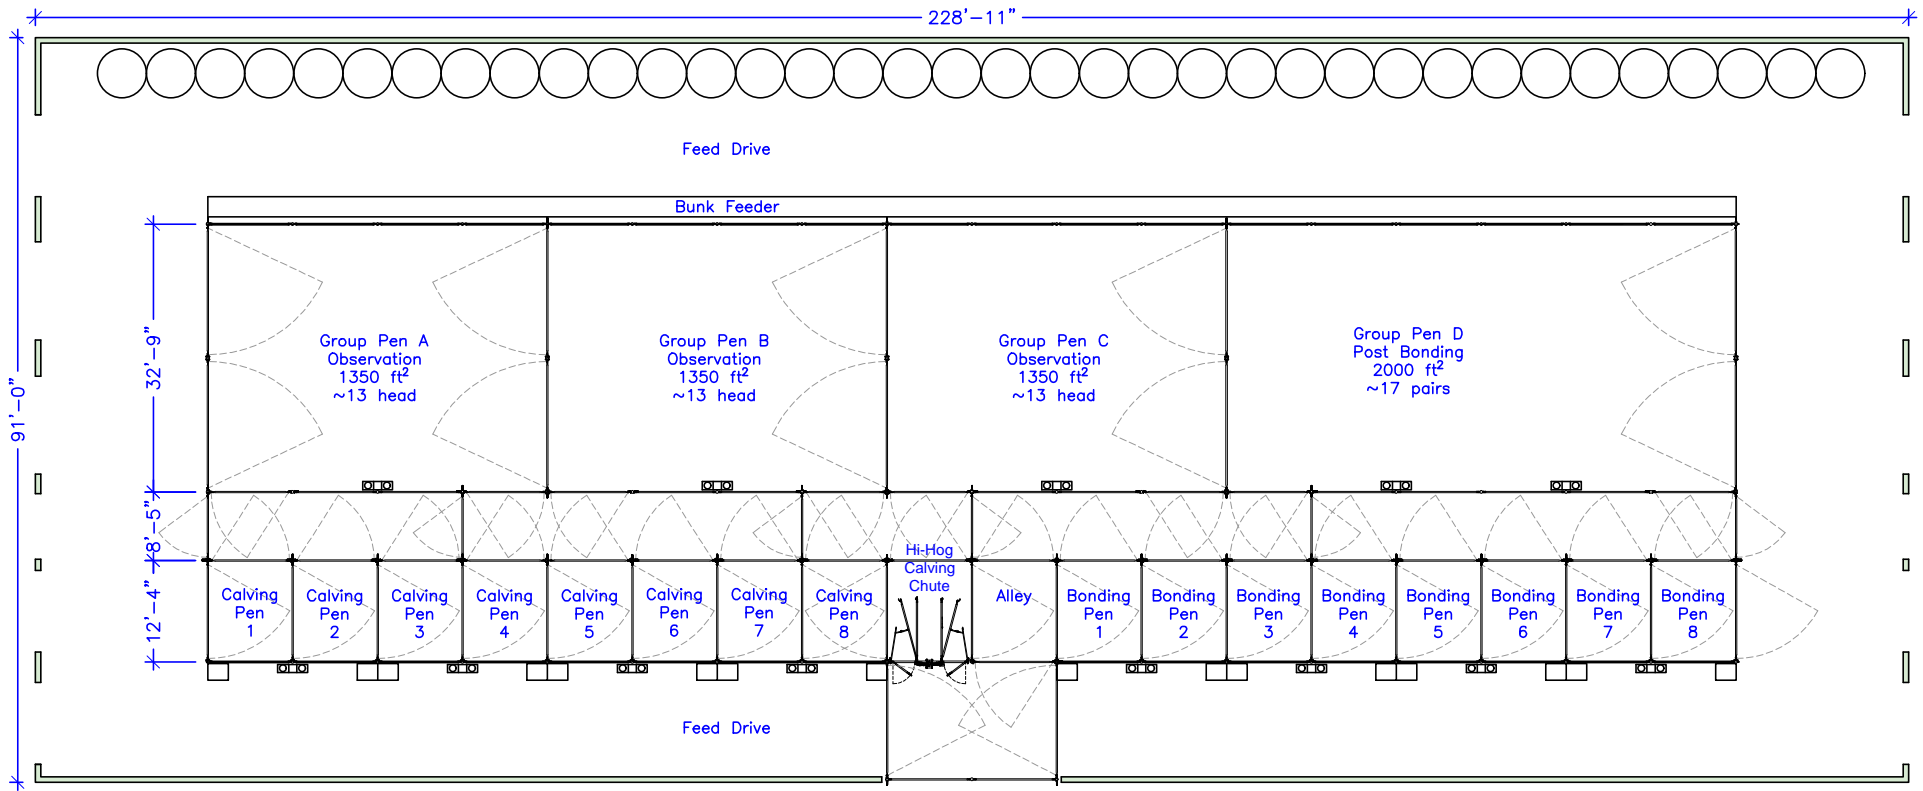 228'-11"
Feed Drive
Bunk Feeder
91'-0"
32'-9"
8'-5"
12'-4"
Group Pen A
Observation
1350 ft²
~13 head
Group Pen B
Observation
1350 ft²
~13 head
Group Pen C
Observation
1350 ft²
~13 head
Group Pen D
Post Bonding
2000 ft²
~17 pairs
Calving
Pen
1
Calving
Pen
2
Calving
Pen
3
Calving
Pen
4
Calving
Pen
5
Calving
Pen
6
Calving
Pen
7
Calving
Pen
8
Hi-Hog
Calving
Chute
Alley
Bonding
Pen
1
Bonding
Pen
2
Bonding
Pen
3
Bonding
Pen
4
Bonding
Pen
5
Bonding
Pen
6
Bonding
Pen
7
Bonding
Pen
8
Feed Drive